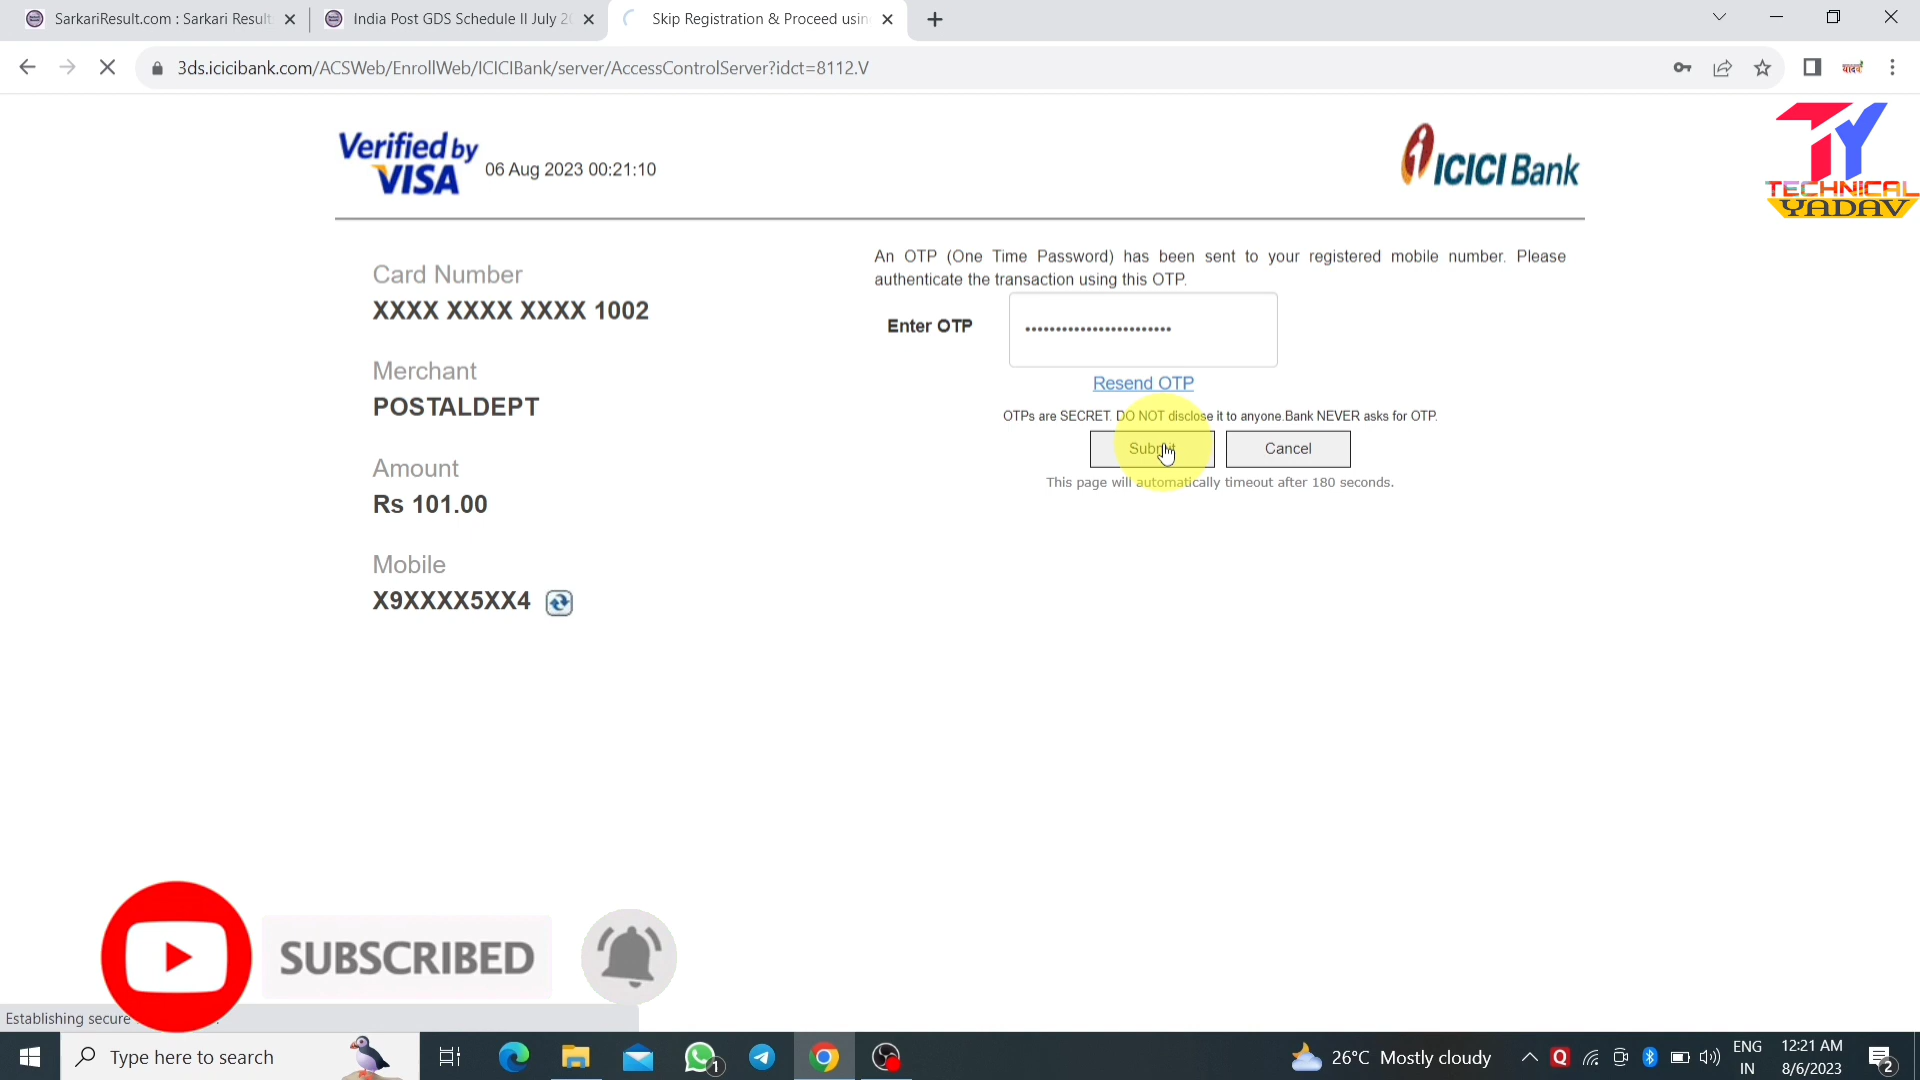 SarkariResult.com : Sarkari Result
India Post GDS Schedule II July 2
Skip Registration & Proceed usin
3ds.icicibank.com/ACSWeb/EnrollWeb/ICICIBank/server/AccessControlServer?idct=8112.V
यादव
TY
TECHNICAL
YADAV
Verified by
VISA
06 Aug 2023 00:21:10
ICICI Bank
An OTP (One Time Password) has been sent to your registered mobile number. Please
authenticate the transaction using this OTP.
Card Number
XXXX XXXX XXXX 1002
Enter OTP
Resend OTP
Merchant
POSTALDEPT
OTPs are SECRET. DO NOT disclose it to anyone.Bank NEVER asks for OTP.
Submit
Cancel
This page will automatically timeout after 180 seconds.
Amount
Rs 101.00
Mobile
X9XXXX5XX4
SUBSCRIBED
Establishing secure
Type here to search
1
26°C Mostly cloudy
Q
ENG
IN
12:21 AM
8/6/2023
2